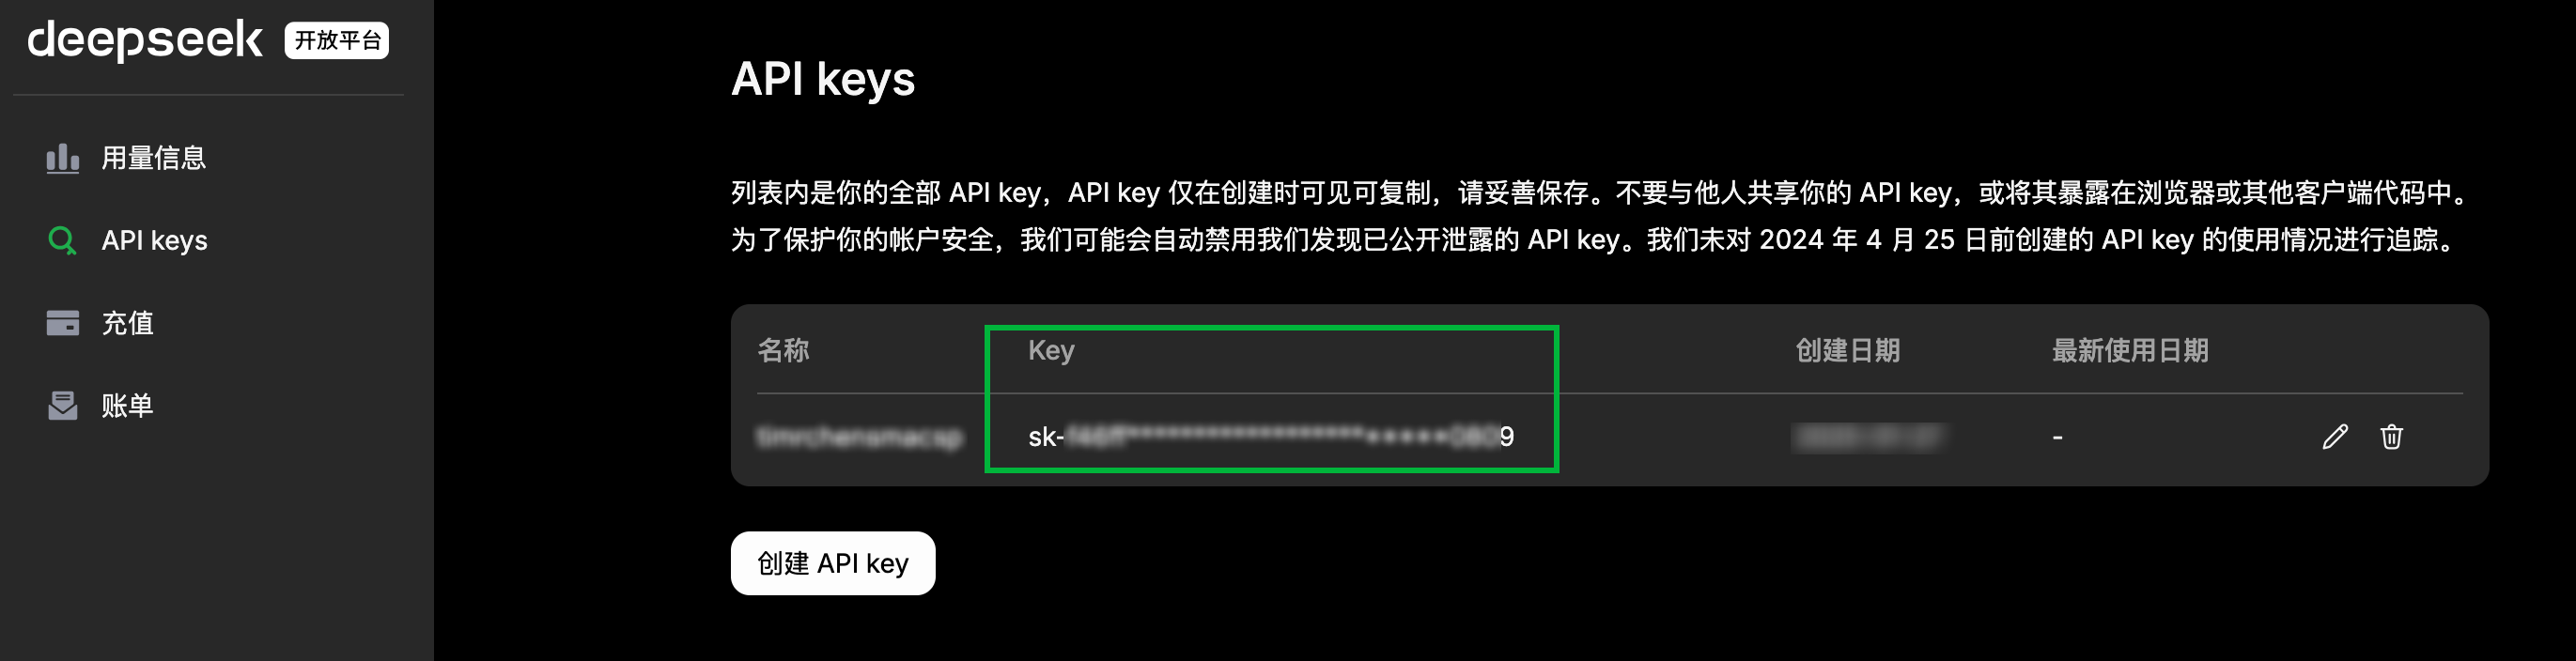 deepseek 开放平台
用量信息
API keys
充值
账单
API keys
列表内是你的全部 API key，API key 仅在创建时可见可复制，请妥善保存。不要与他人共享你的 API key，或将其暴露在浏览器或其他客户端代码中。
为了保护你的帐户安全，我们可能会自动禁用我们发现已公开泄露的 API key。我们未对 2024 年 4 月 25 日前创建的 API key 的使用情况进行追踪。
名称 Key 创建日期 最新使用日期
sk- 9 -
创建 API key